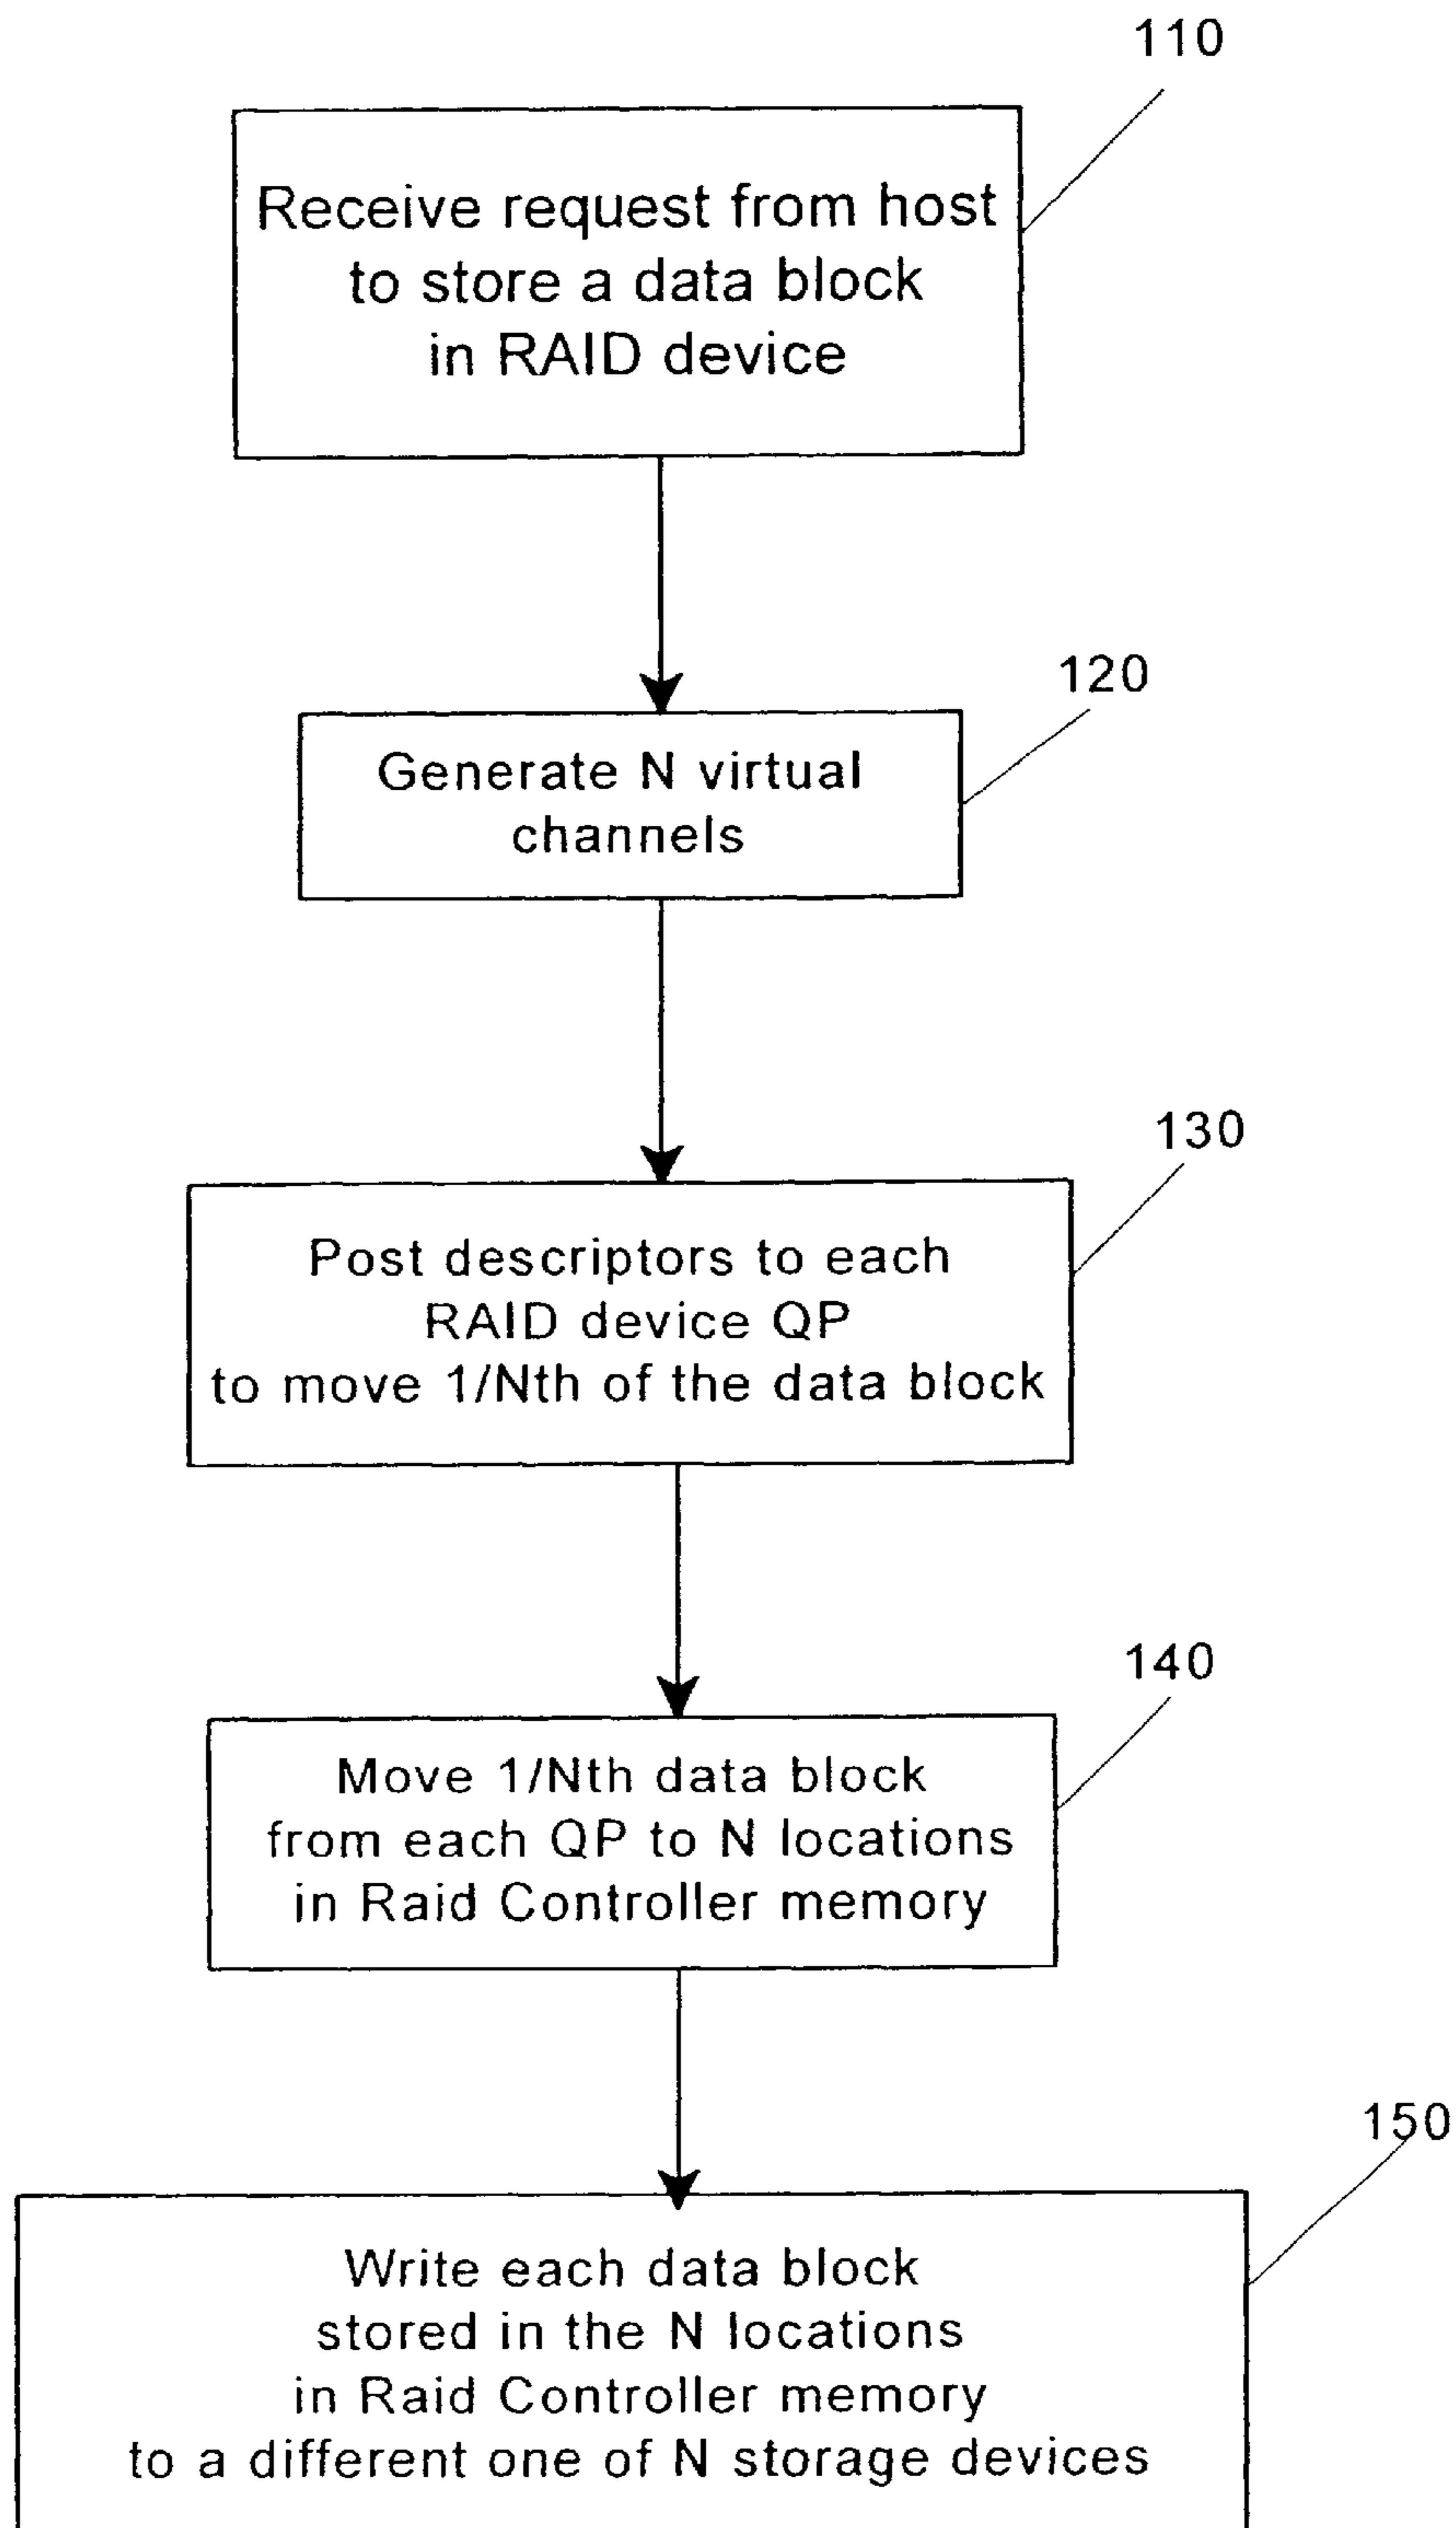 110
Receive request from host
to store a data block
in RAID device
120
Generate N virtual
channels
130
Post descriptors to each
RAID device QP
to move 1/Nth of the data block
140
Move 1/Nth data block
from each QP to N locations
in Raid Controller memory
150
Write each data block
stored in the N locations
in Raid Controller memory
to a different one of N storage devices